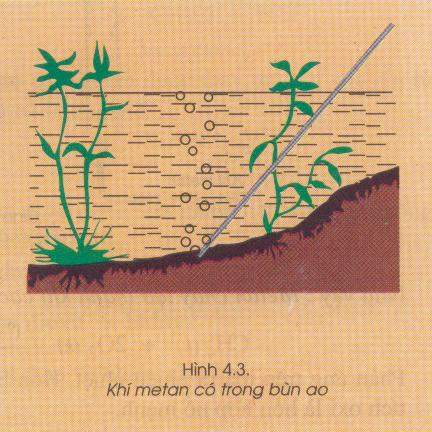 Hình 4.3.
Khí metan có trong bùn ao